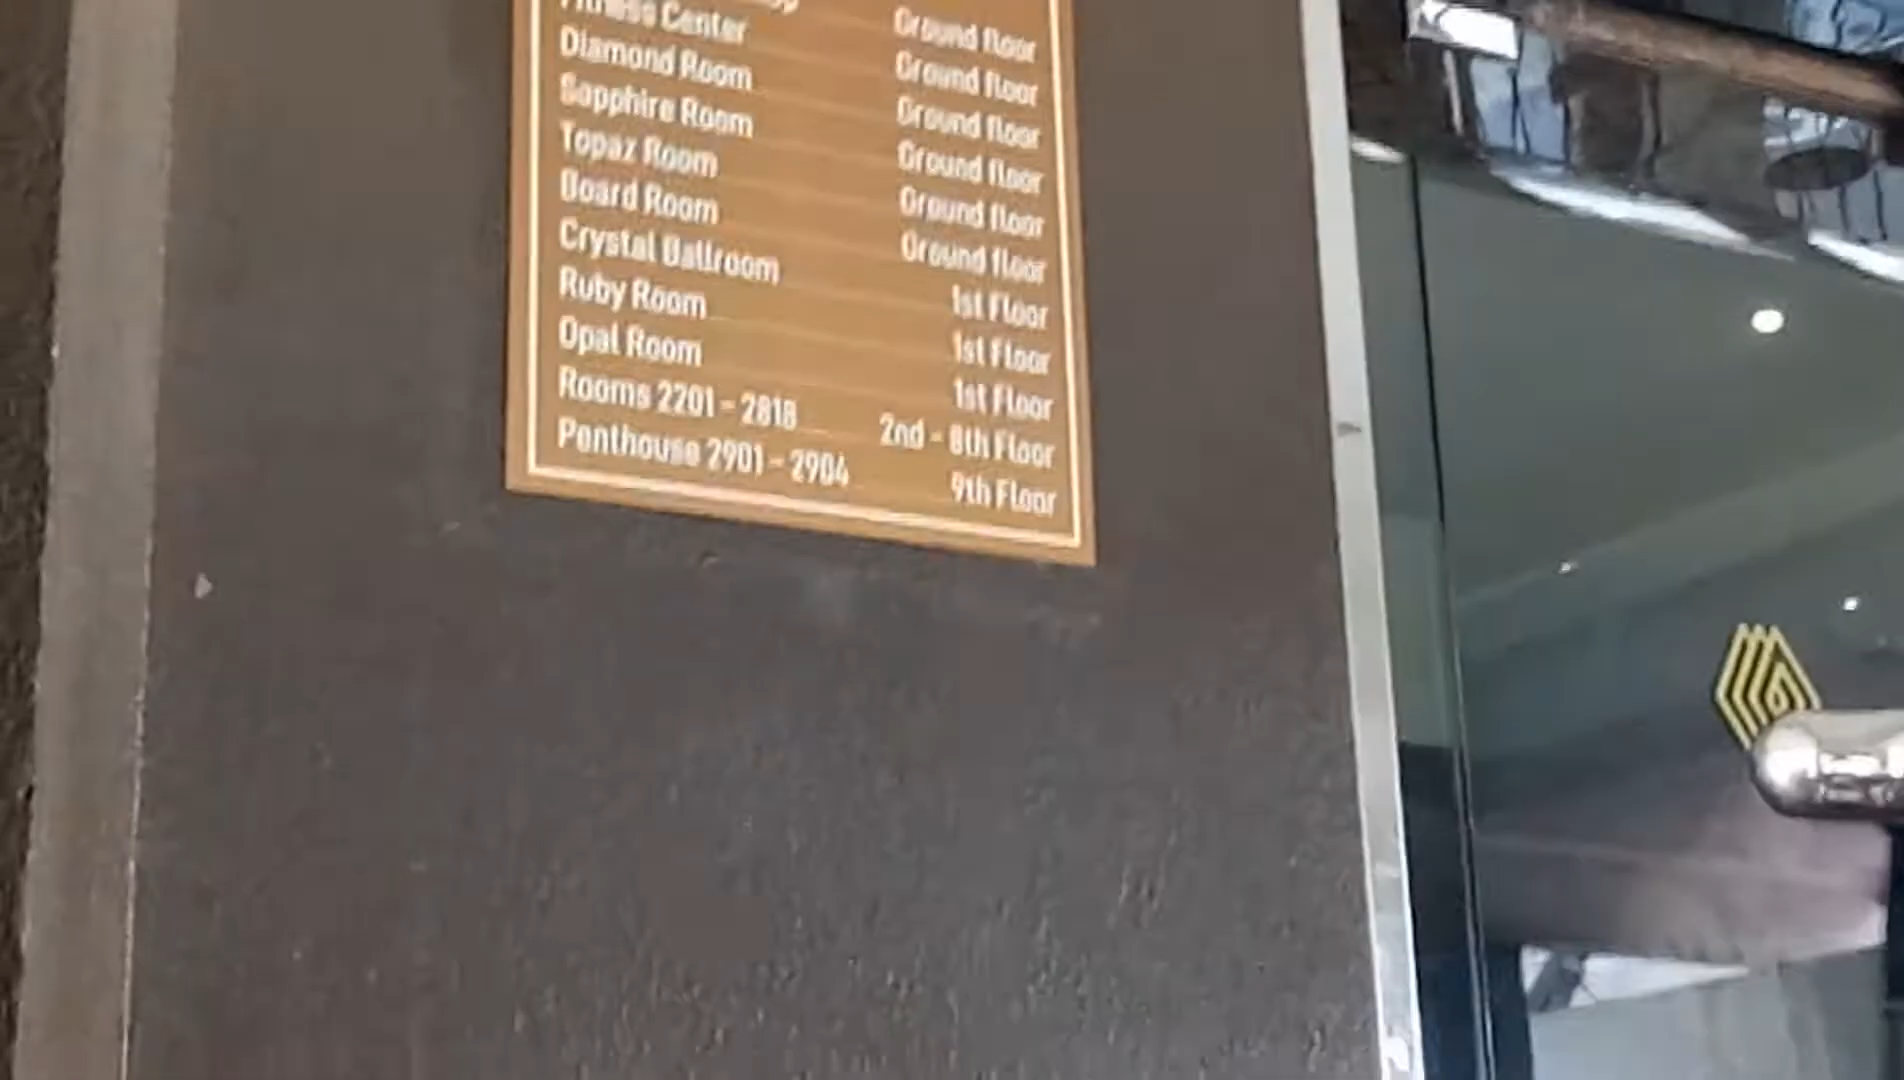 Ground floor
Fitness Center Ground floor
Diamond Room Ground floor
Sapphire Room Ground floor
Topaz Room Ground floor
Board Room Ground floor
Crystal Ballroom 1st Floor
Ruby Room 1st Floor
Opal Room 1st Floor
Rooms 2201 - 2818 2nd - 8th Floor
Penthouse 2901 - 2904 9th Floor